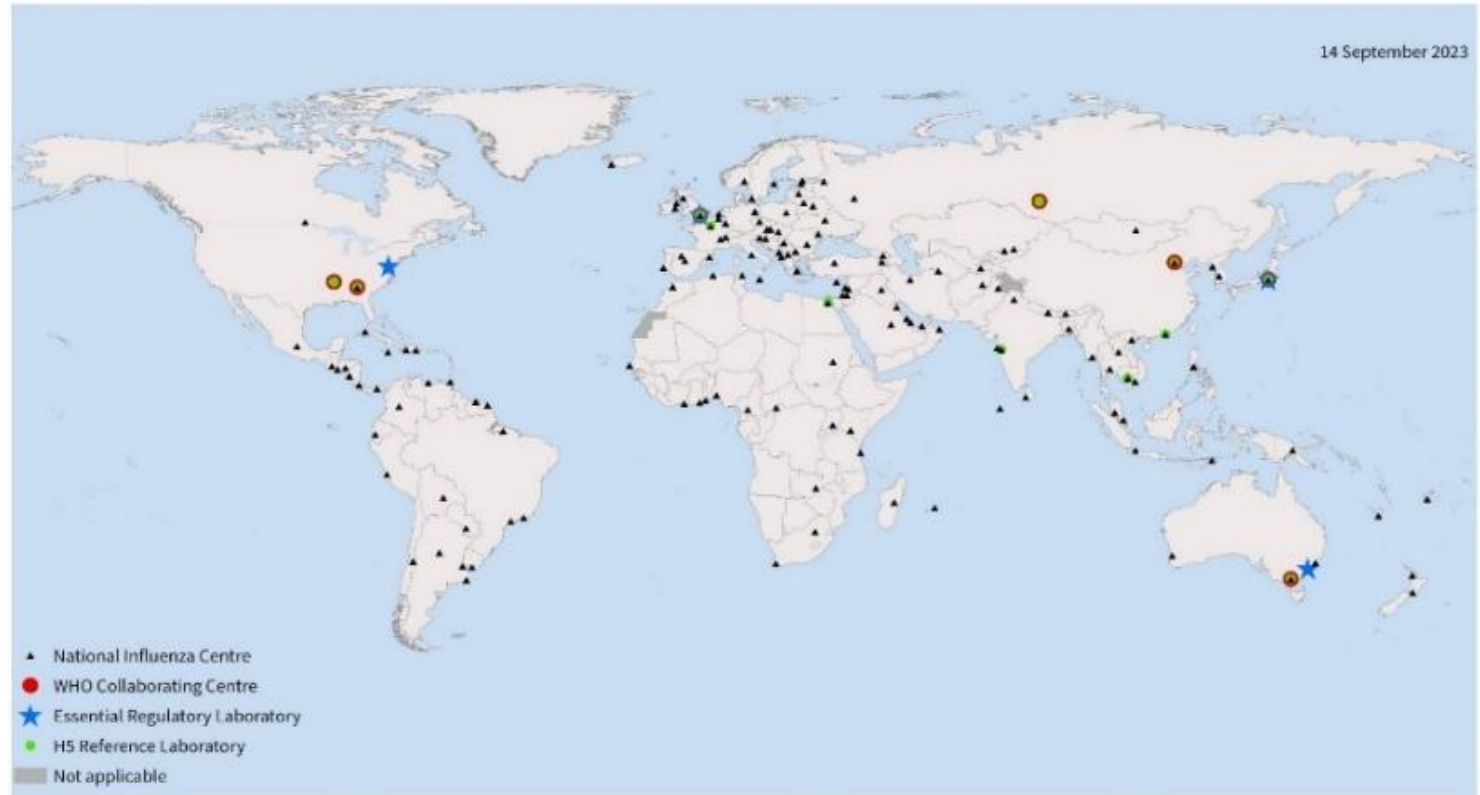 14 September 2023
National Influenza Centre
WHO Collaborating Centre
Essential Regulatory Laboratory
H5 Reference Laboratory
Not applicable